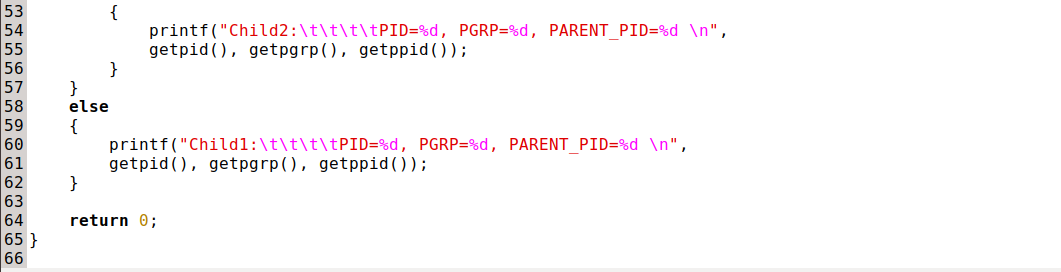 53        {
54            printf("Child2:\t\t\t\tPID=%d, PGRP=%d, PARENT_PID=%d \n",
55            getpid(), getpgrp(), getppid());
56        }
57    }
58    else
59    {
60        printf("Child1:\t\t\t\tPID=%d, PGRP=%d, PARENT_PID=%d \n",
61        getpid(), getpgrp(), getppid());
62    }
63
64    return 0;
65 }
66